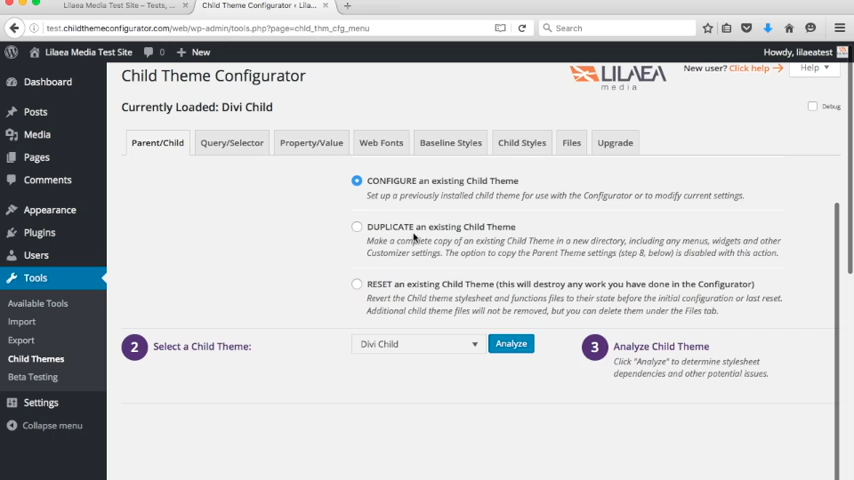 Lilaea Media Test Site – Tests, ... ×
Child Theme Configurator ‹ Lila... × +
test.childthemeconfigurator.com/web/wp-admin/tools.php?page=chld_thm_cfg_menu
Search
Lilaea Media Test Site 0 + New
Howdy, lilaeatest
Dashboard
Posts
Media
Pages
Comments
Appearance
Plugins
Users
Tools
Available Tools
Import
Export
Child Themes
Beta Testing
Settings
Collapse menu
Child Theme Configurator
LILAEA
media
New user? Click help →
Help ▼
Currently Loaded: Divi Child
Debug
Parent/Child Query/Selector Property/Value Web Fonts Baseline Styles Child Styles Files Upgrade
CONFIGURE an existing Child Theme
Set up a previously installed child theme for use with the Configurator or to modify current settings.
DUPLICATE an existing Child Theme
Make a complete copy of an existing Child Theme in a new directory, including any menus, widgets and other
Customizer settings. The option to copy the Parent Theme settings (step 8, below) is disabled with this action.
RESET an existing Child Theme (this will destroy any work you have done in the Configurator)
Revert the Child theme stylesheet and functions files to their state before the initial configuration or last reset.
Additional child theme files will not be removed, but you can delete them under the Files tab.
2 Select a Child Theme:
Divi Child ▼
Analyze
3 Analyze Child Theme
Click "Analyze" to determine stylesheet
dependencies and other potential issues.